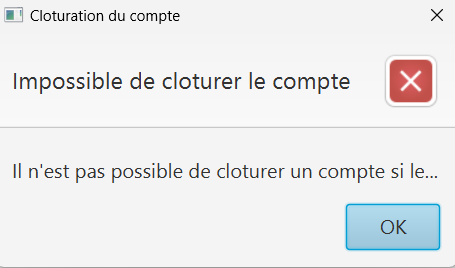 Cloturation du compte
Impossible de cloturer le compte
Il n'est pas possible de cloturer un compte si le...
OK